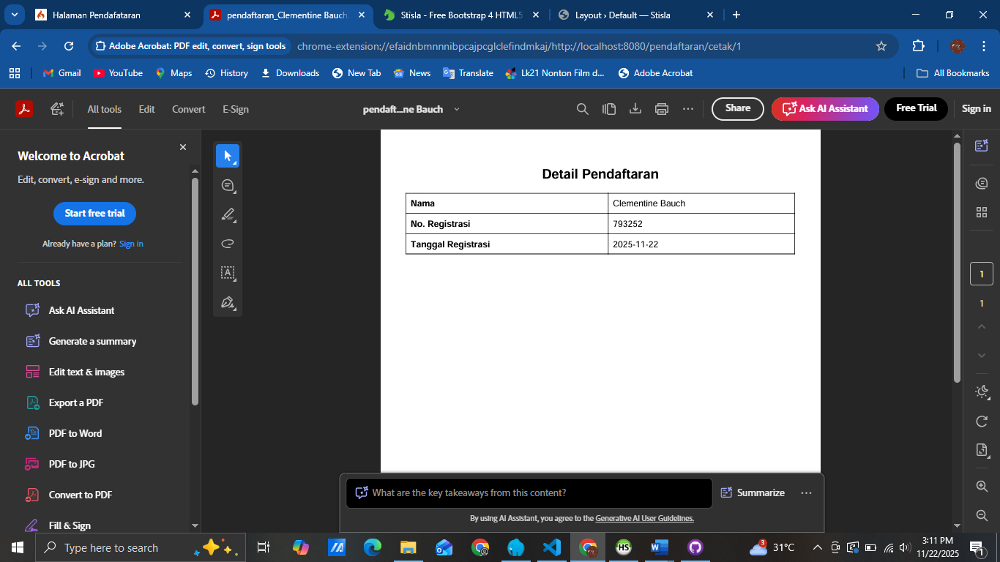 Halaman Pendafataran
pendaftaran_Clementine Bauch.
Stisla - Free Bootstrap 4 HTML5
Layout › Default — Stisla
Adobe Acrobat: PDF edit, convert, sign tools
chrome-extension://efaidnbmnnnibpcajpcglclefindmkaj/http://localhost:8080/pendaftaran/cetak/1
Gmail
YouTube
Maps
History
Downloads
New Tab
News
Translate
Lk21 Nonton Film d...
Adobe Acrobat
All Bookmarks
All tools
Edit
Convert
E-Sign
pendaft...ne Bauch
Share
Ask AI Assistant
Free Trial
Sign in
Welcome to Acrobat
Edit, convert, e-sign and more.
Start free trial
Already have a plan? Sign in
ALL TOOLS
Ask AI Assistant
Generate a summary
Edit text & images
Export a PDF
PDF to Word
PDF to JPG
Convert to PDF
Fill & Sign
A
Detail Pendaftaran
Nama Clementine Bauch
No. Registrasi 793252
Tanggal Registrasi 2025-11-22
1
1
What are the key takeaways from this content?
Summarize
By using AI Assistant, you agree to the Generative AI User Guidelines.
Type here to search
HS
3
31°C
3:11 PM
11/22/2025
1